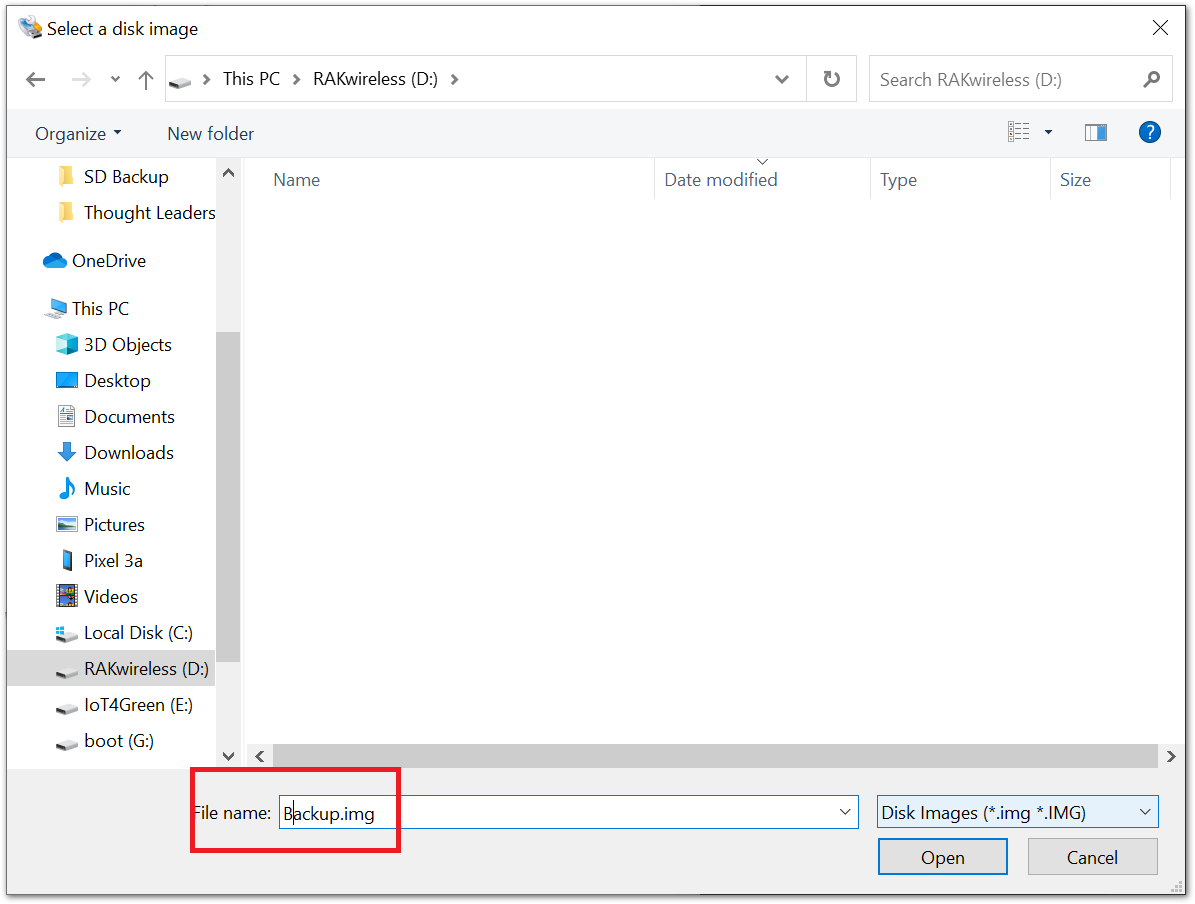 Select a disk image
This PC
RAKwireless (D:)
Search RAKwireless (D:)
Organize
New folder
?
Name
Date modified
Type
Size
SD Backup
Thought Leaders
OneDrive
This PC
3D Objects
Desktop
Documents
Downloads
Music
Pictures
Pixel 3a
Videos
Local Disk (C:)
RAKwireless (D:)
IoT4Green (E:)
boot (G:)
File name: Backup.img
Disk Images (*.img *.IMG)
Open
Cancel